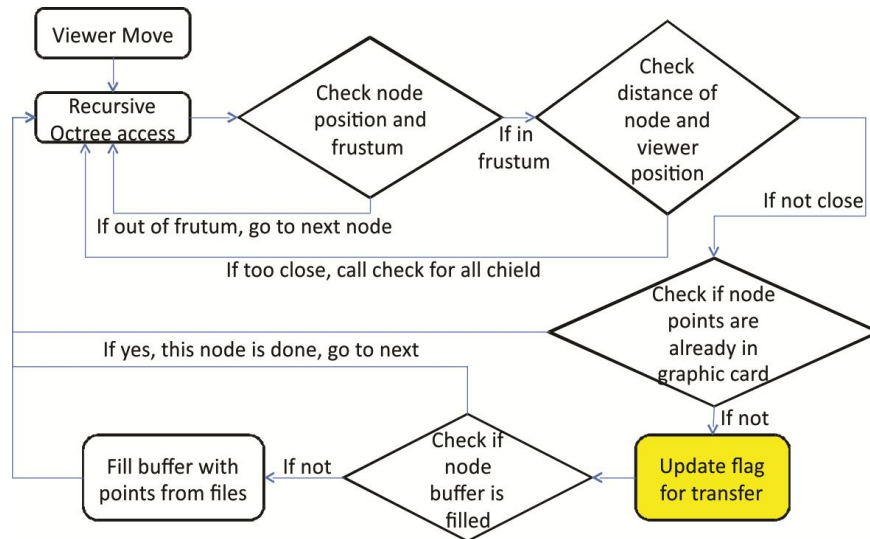 Viewer Move
Recursive
Octree access
Check node
position and
frustum
If in
frustum
Check
distance of
node and
viewer
position
If not close
If out of frutum, go to next node
If too close, call check for all chield
Check if node
points are
already in
graphic card
If yes, this node is done, go to next
If not
Update flag
for transfer
Check if
node
buffer is
filled
If not
Fill buffer with
points from files